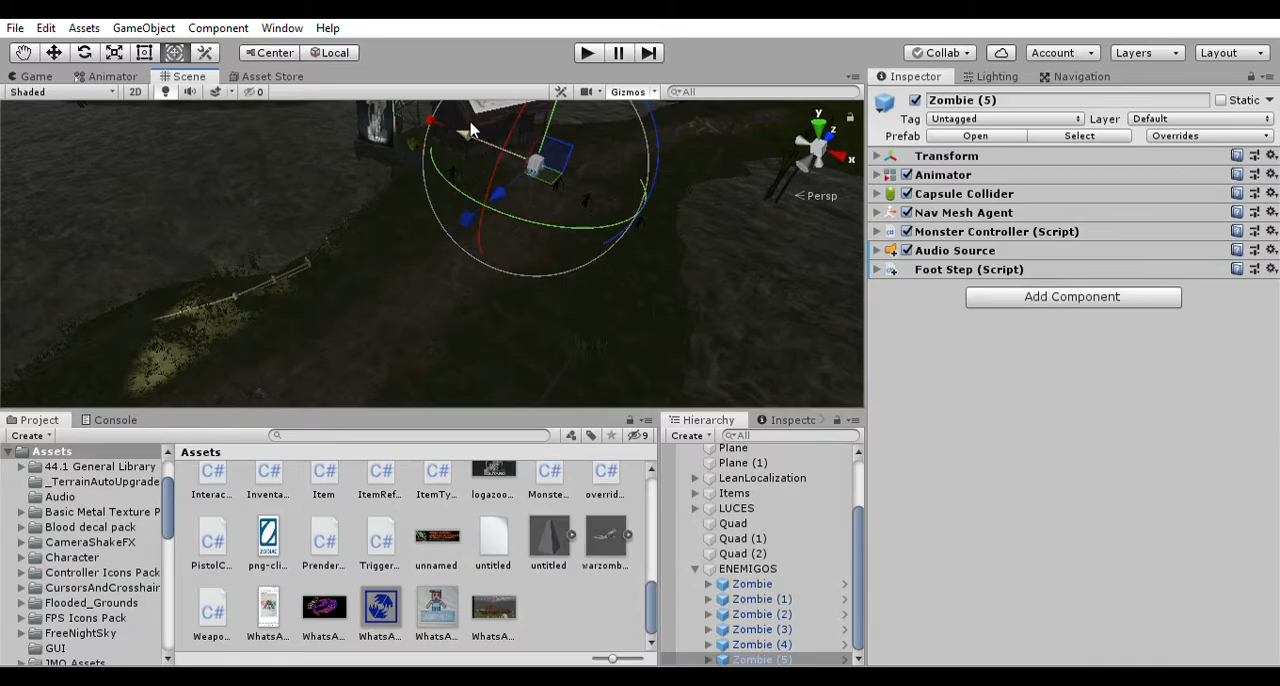 File Edit Assets GameObject Component Window Help
Center Local Collab Account Layers Layout
Game Animator Scene Asset Store
Shaded 2D 0 Gizmos All
y z x
Persp
Inspector Lighting Navigation
Zombie (5) Static
Tag Untagged Layer Default
Prefab Open Select Overrides
Transform
Animator
Capsule Collider
Nav Mesh Agent
Monster Controller (Script)
Audio Source
Foot Step (Script)
Add Component
Project Console
Create 9
Assets
44.1 General Library
_TerrainAutoUpgrade
Audio
Basic Metal Texture P
Blood decal pack
CameraShakeFX
Character
Controller Icons Pack
CursorsAndCrosshair
Flooded_Grounds
FPS Icons Pack
FreeNightSky
GUI
JMO Assets
Assets
C# C# C# C# C# C# C#
Interac... Inventa... Item ItemRef... ItemTy... logazoo... Monste... overrid...
C# ZODIAC C# C#
PistolC... png-cli... Prender... Trigger... unnamed untitled untitled warzomb...
C#
Weapo... WhatsA... WhatsA... WhatsA... WhatsA... WhatsA...
Hierarchy Inspecto
Create All
Plane
Plane (1)
LeanLocalization
Items
LUCES
Quad
Quad (1)
Quad (2)
ENEMIGOS
Zombie
Zombie (1)
Zombie (2)
Zombie (3)
Zombie (4)
Zombie (5)